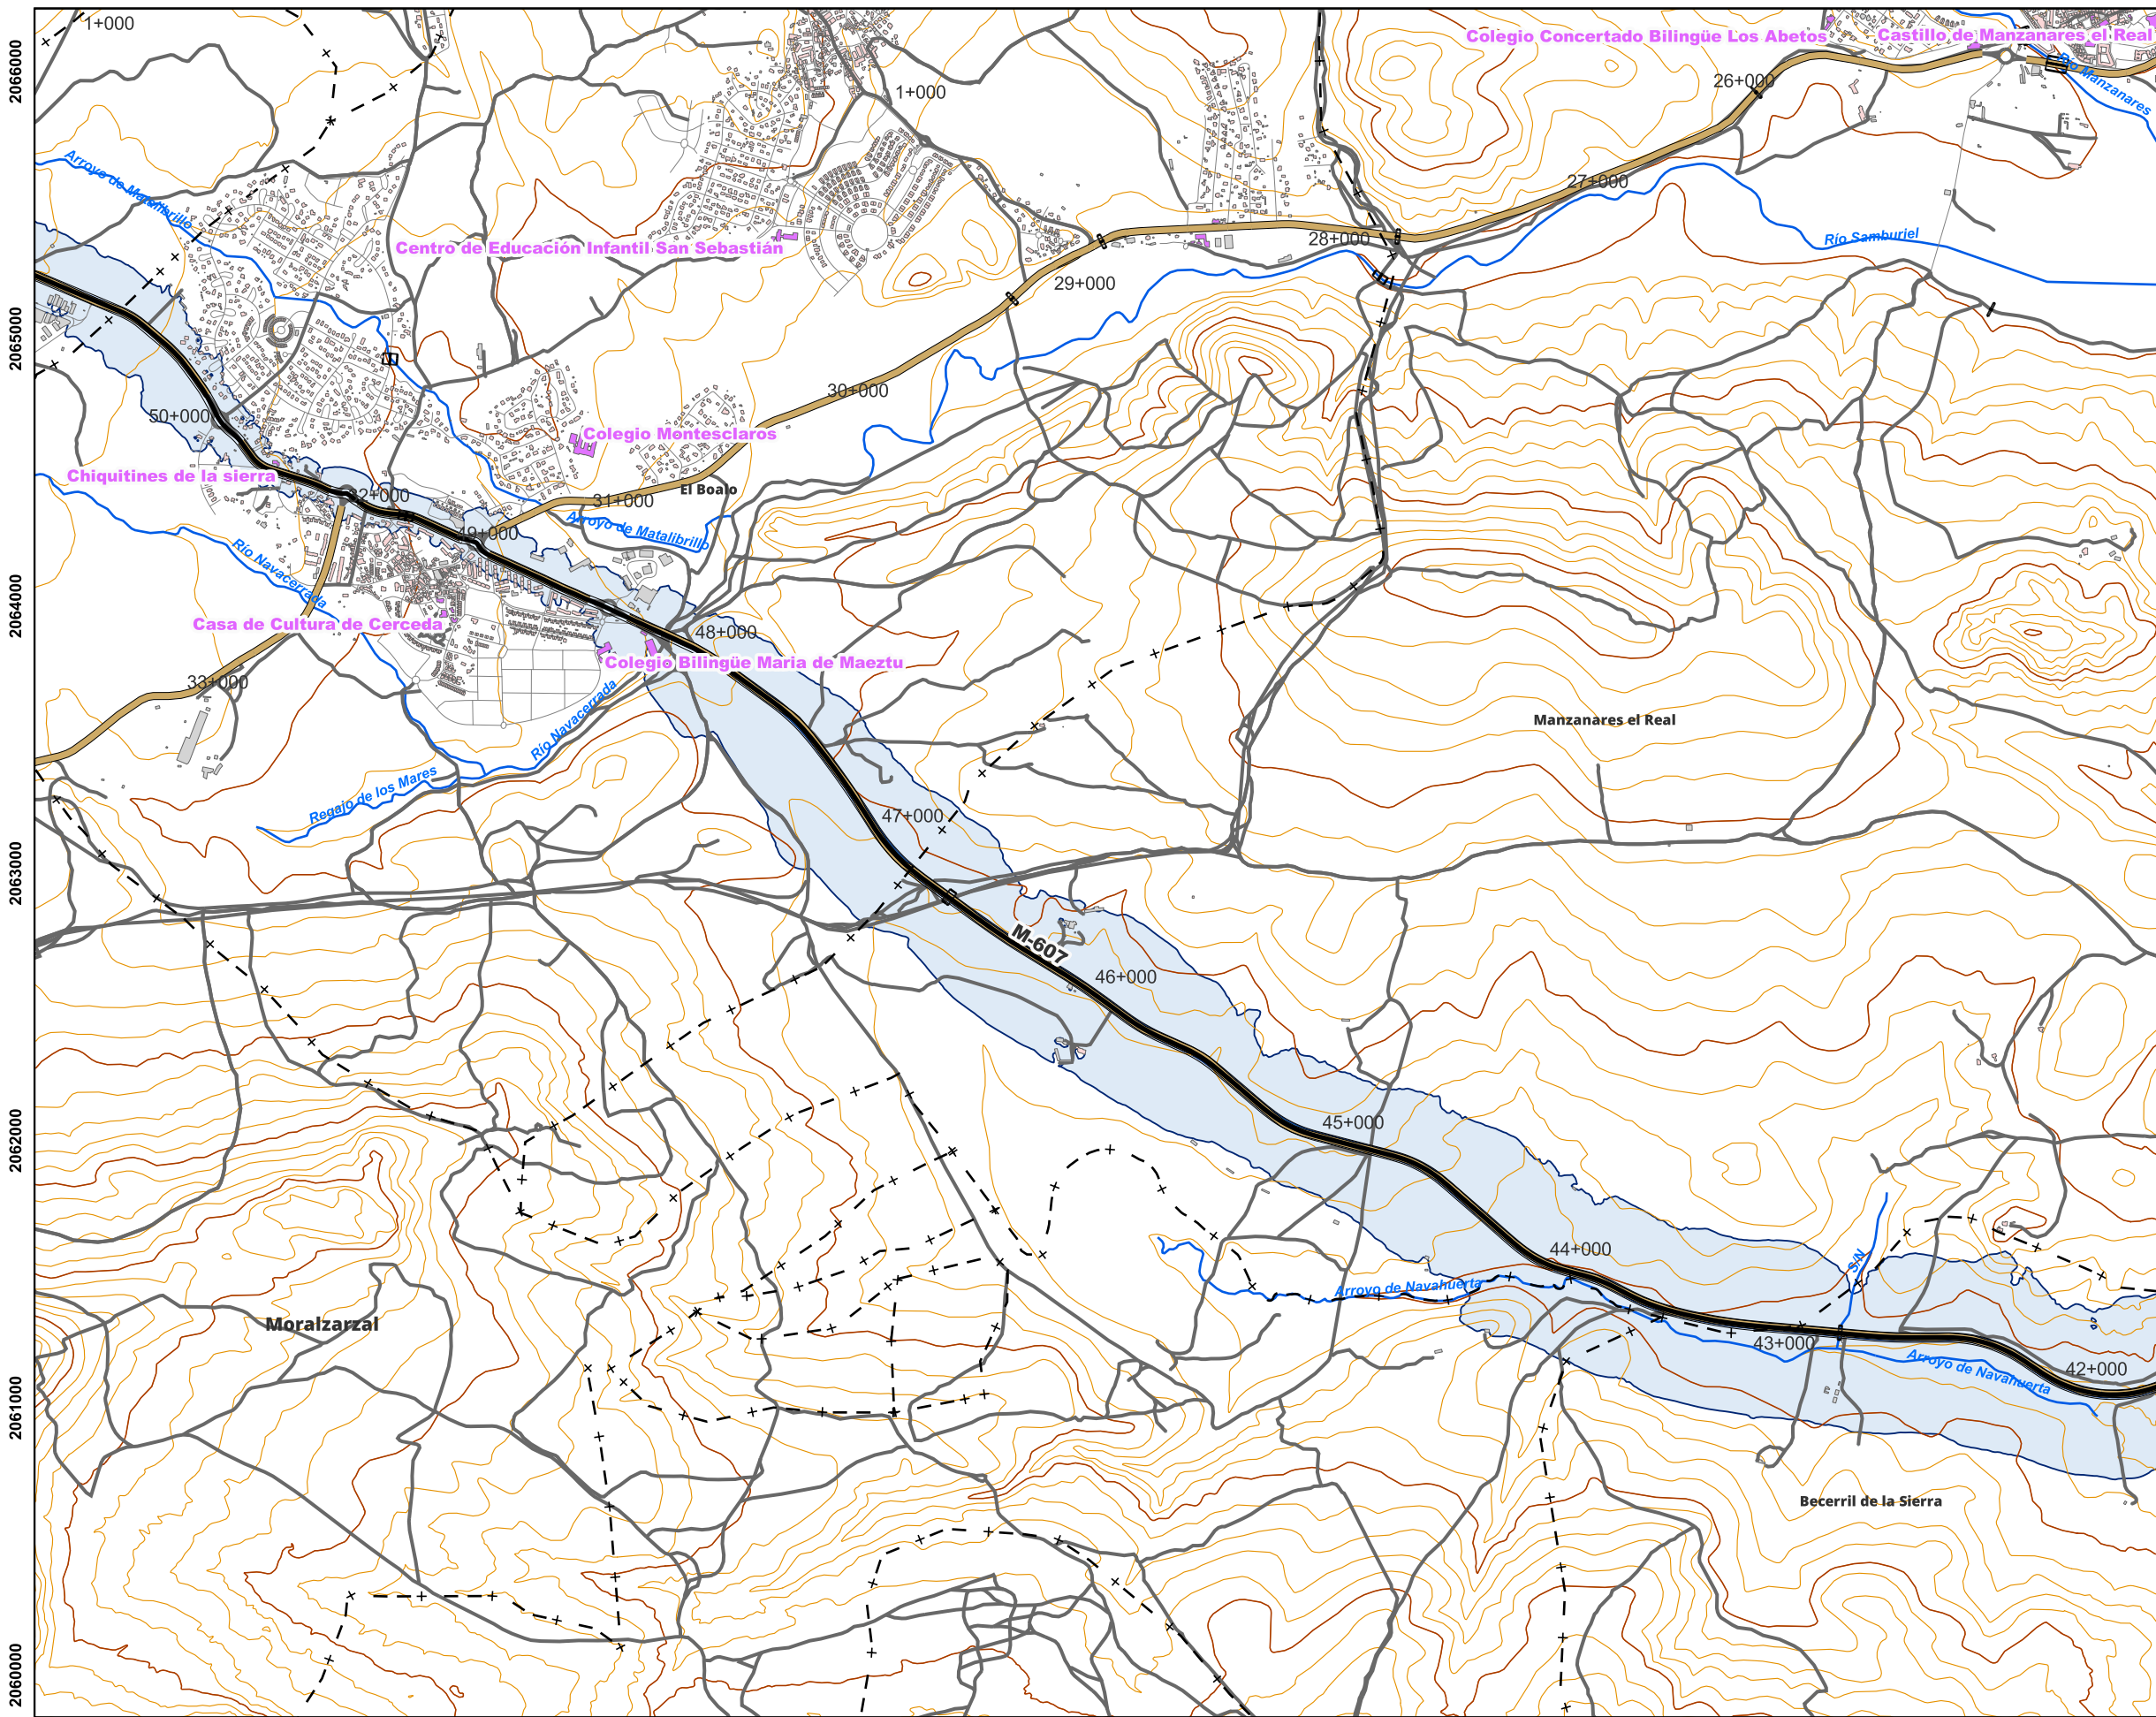 1+000
Colegio Concertado Bilingüe Los Abetos
Castillo de Manzanares el Real
2066000
26+000
Río Manzanares
1+000
Arroyo de Matalibrillo
27+000
Centro de Educación Infantil San Sebastián
28+000
Río Samburiel
29+000
2065000
30+000
50+000
Colegio Montesclaros
Chiquitines de la sierra
32+000
31+000
El Boalo
49+000
Arroyo de Matalibrillo
Río Navacerrada
2064000
Casa de Cultura de Cerceda
48+000
Colegio Bilingüe Maria de Maeztu
33+000
Río Navacerrada
Manzanares el Real
Regajo de los Mares
47+000
2063000
M-607
46+000
2062000
45+000
44+000
S/N
Arroyo de Navahuerta
Moralzarzal
43+000
Arroyo de Navahuerta
42+000
2061000
Becerril de la Sierra
2060000